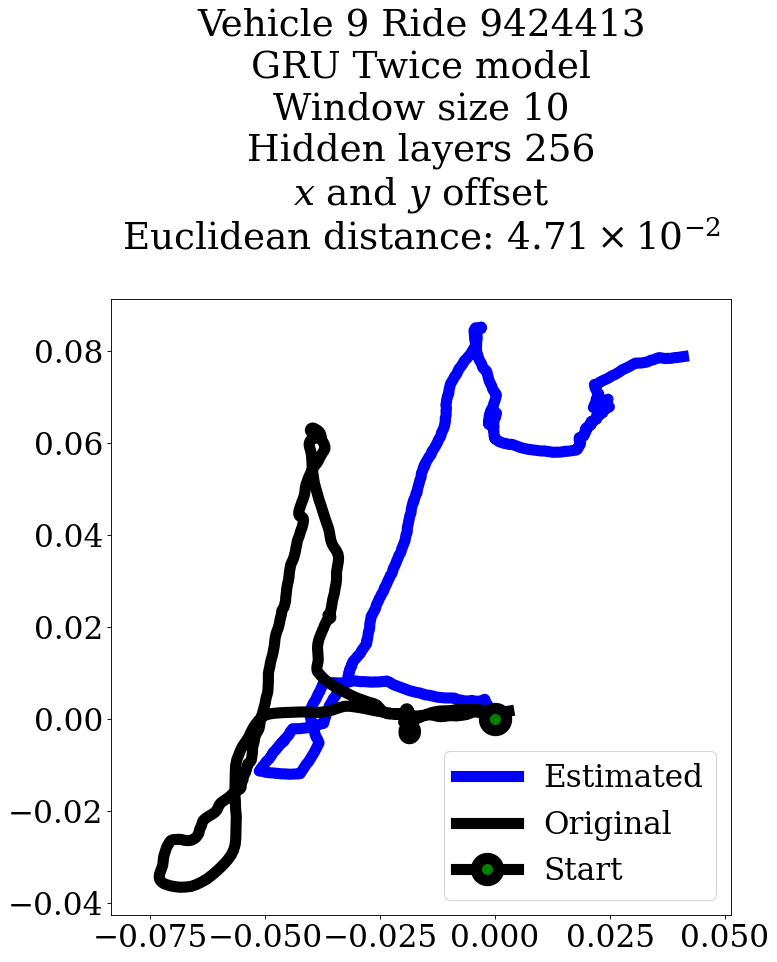 Vehicle 9 Ride 9424413
GRU Twice model
Window size 10
Hidden layers 256
x and y offset
Euclidean distance: 4.71 × 10⁻²
0.08
0.06
0.04
0.02
0.00
−0.02
−0.04
Estimated
Original
Start
−0.075 −0.050 −0.025 0.000 0.025 0.050